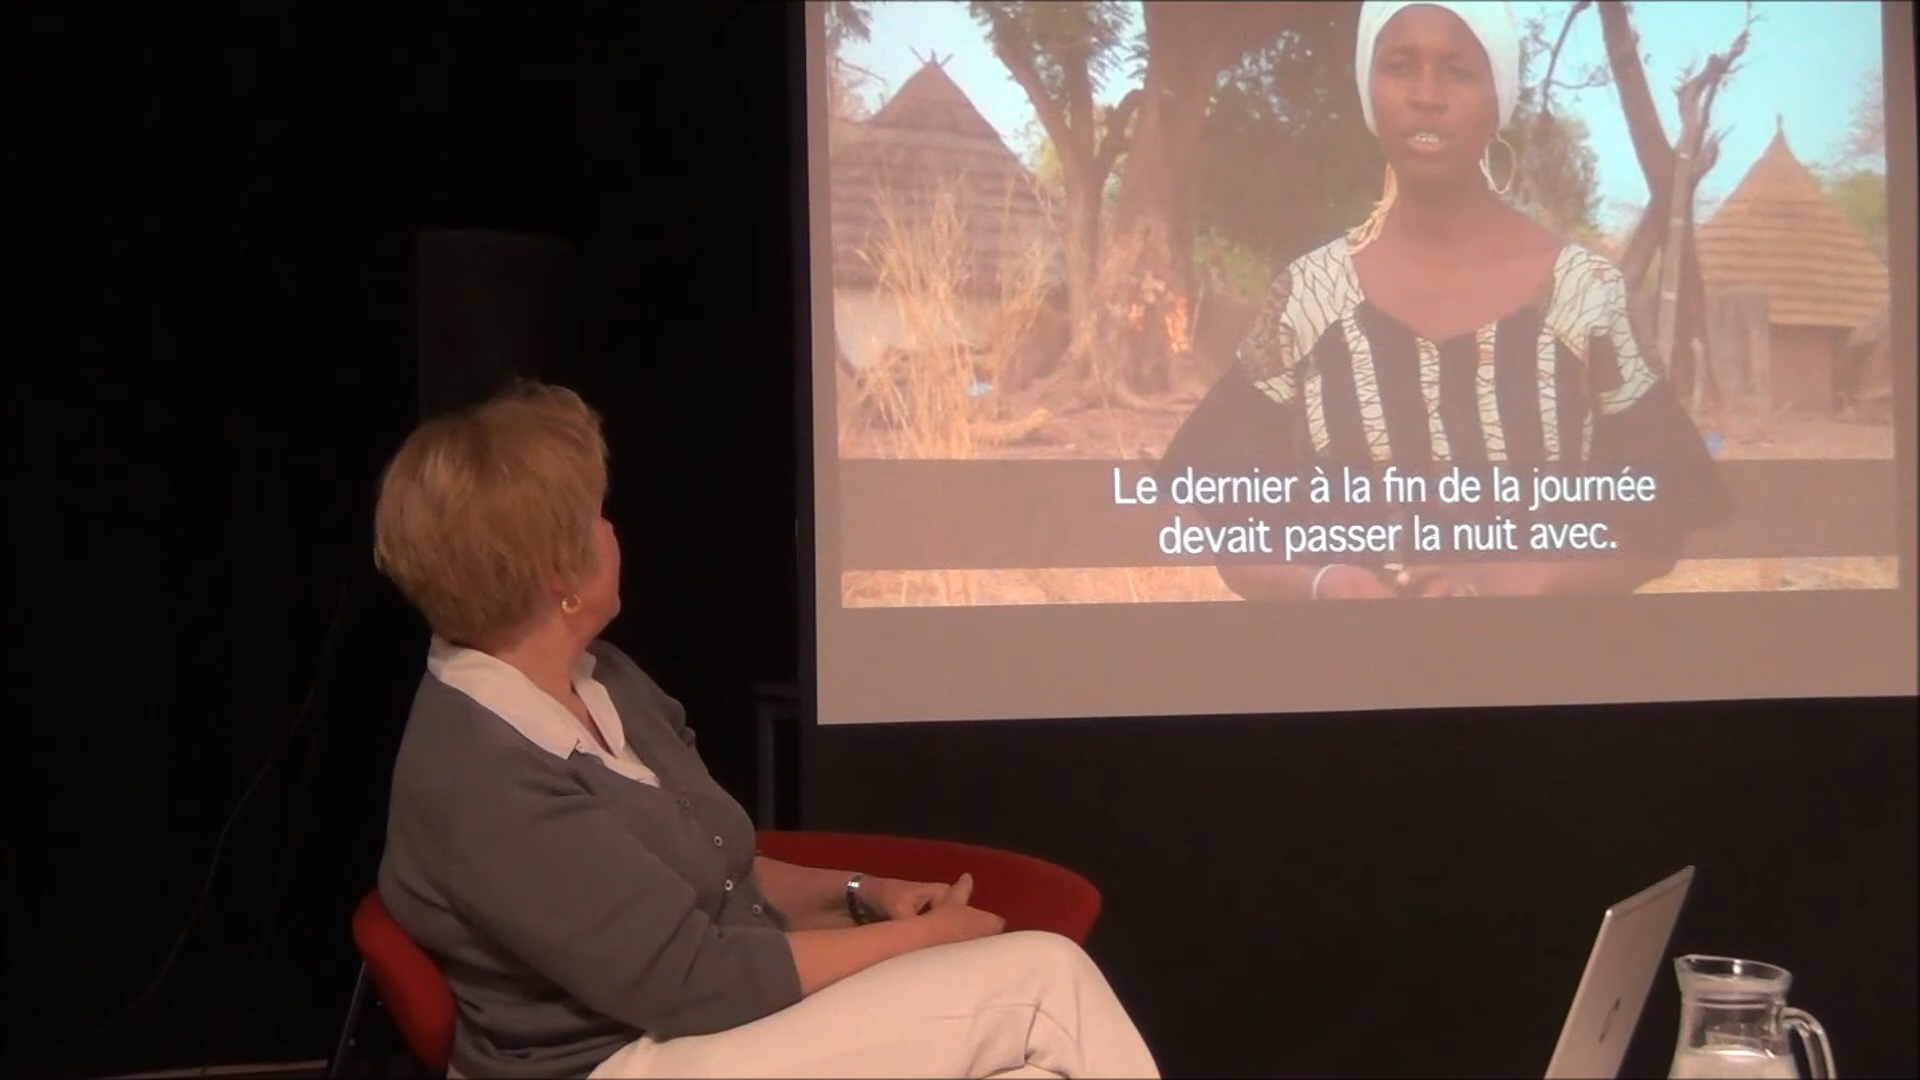 Le dernier à la fin de la journée
devait passer la nuit avec.